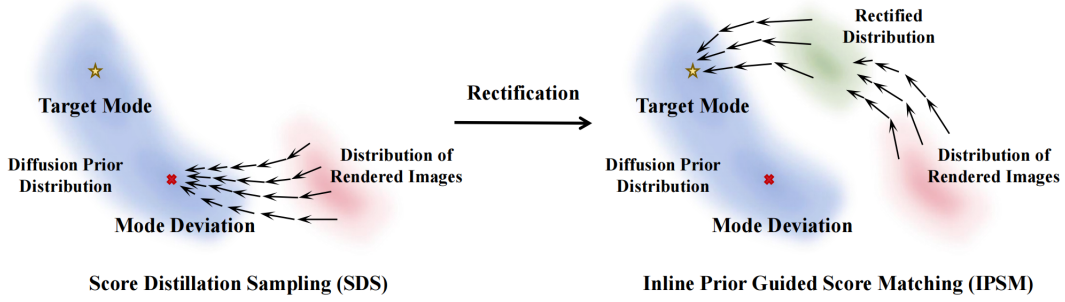 Target Mode
Diffusion Prior
Distribution
Distribution of
Rendered Images
Mode Deviation
Score Distillation Sampling (SDS)
Rectification
Rectified
Distribution
Target Mode
Diffusion Prior
Distribution
Distribution of
Rendered Images
Mode Deviation
Inline Prior Guided Score Matching (IPSM)